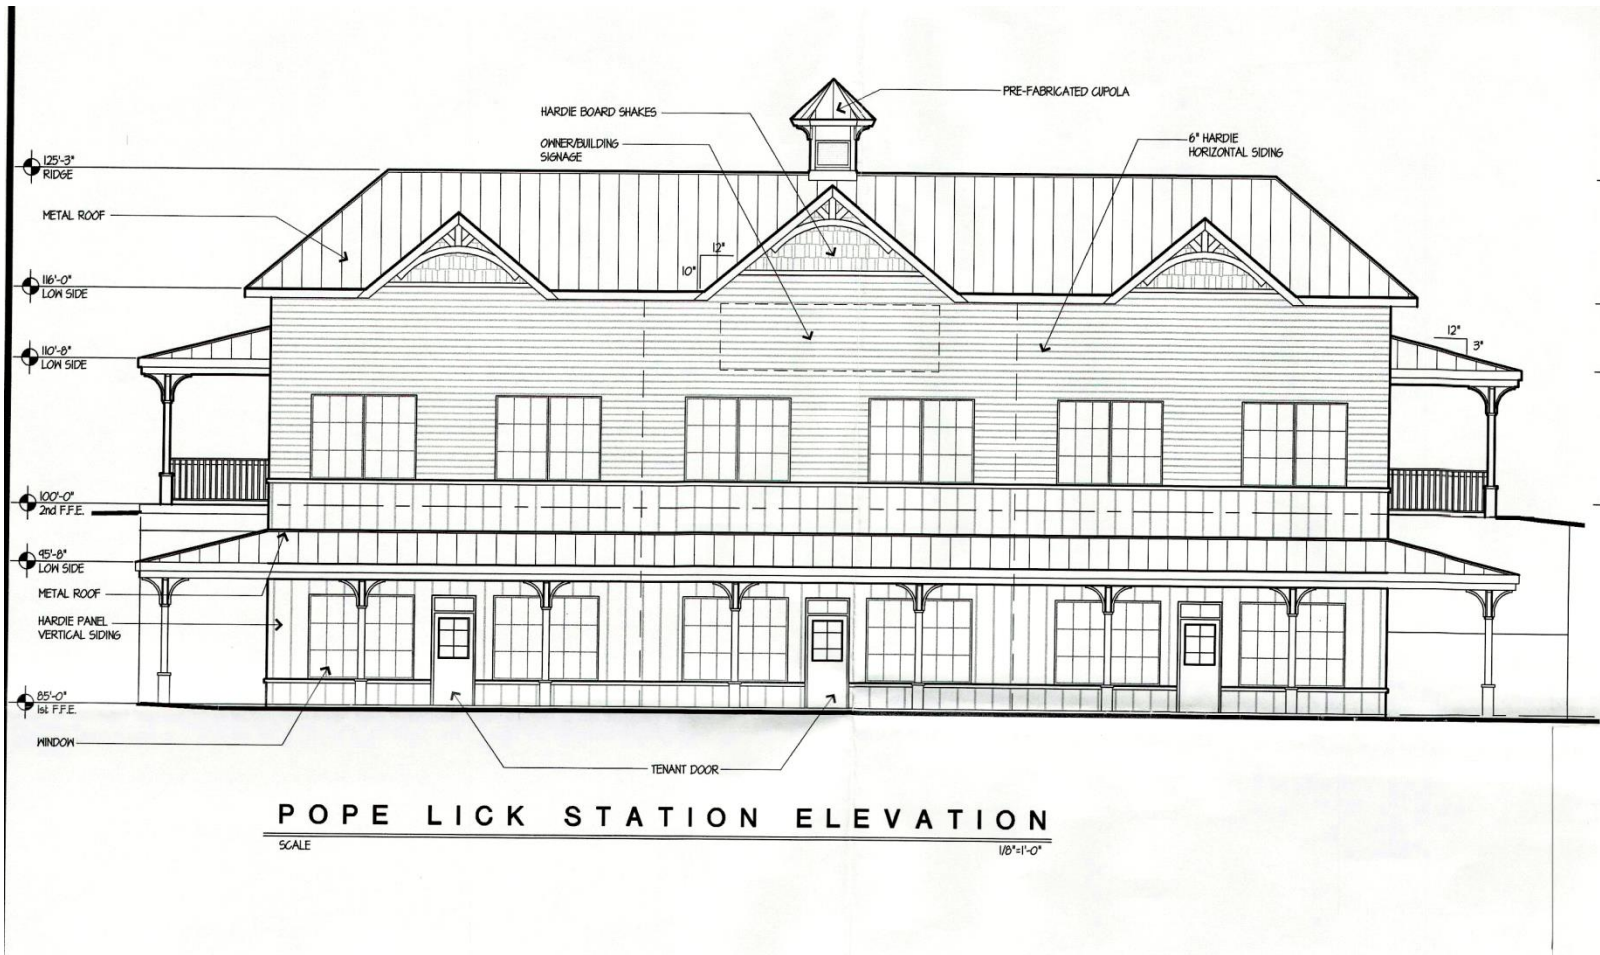 PRE-FABRICATED CUPOLA
HARDIE BOARD SHAKES
6" HARDIE
HORIZONTAL SIDING
OWNER/BUILDING
SIGNAGE
125'-3"
RIDGE
METAL ROOF
12"
10"
116'-0"
LOW SIDE
12"
3"
110'-8"
LOW SIDE
100'-0"
2nd F.F.E.
95'-8"
LOW SIDE
METAL ROOF
HARDIE PANEL
VERTICAL SIDING
85'-0"
1st F.F.E.
WINDOW
TENANT DOOR
POPE LICK STATION ELEVATION
SCALE
1/8"=1'-0"